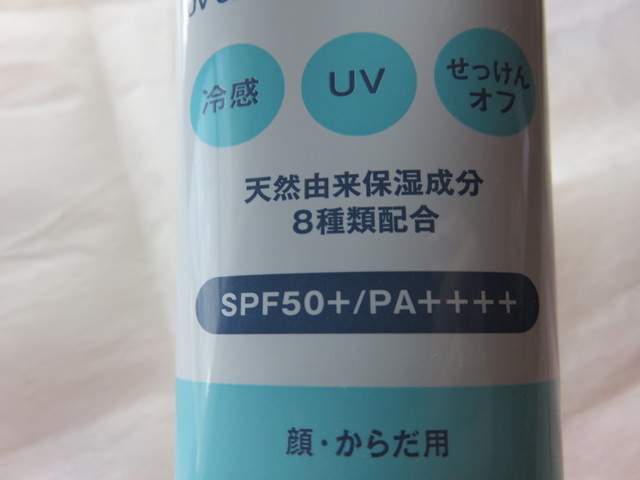 冷感
UV
せっけん
オフ
天然由来保湿成分
8種類配合
SPF50+/PA++++
顔・からだ用